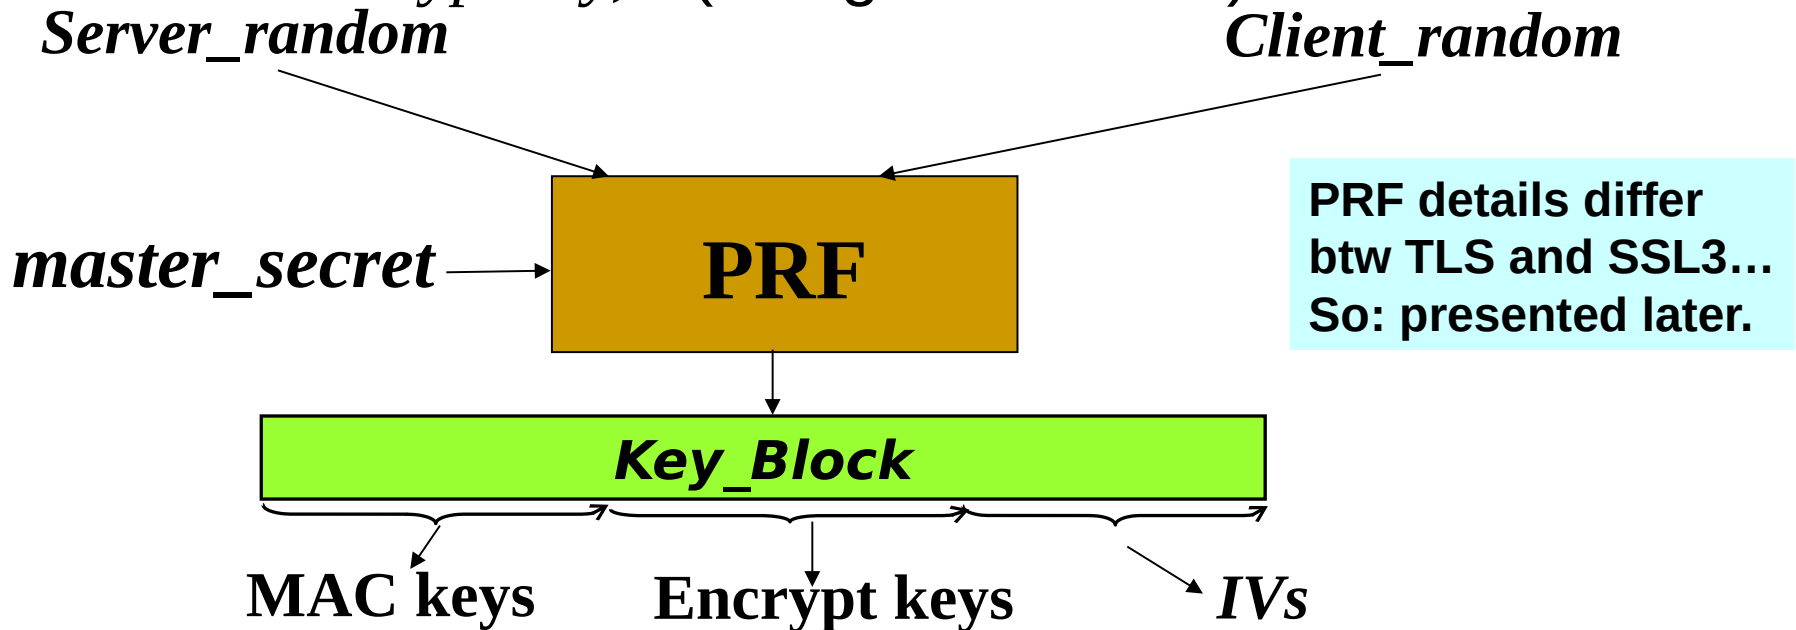 Server_random
Client_random
PRF details differ
btw TLS and SSL3…
So: presented later.
master_secret
PRF
Key_Block
MAC keys
Encrypt keys
IVs